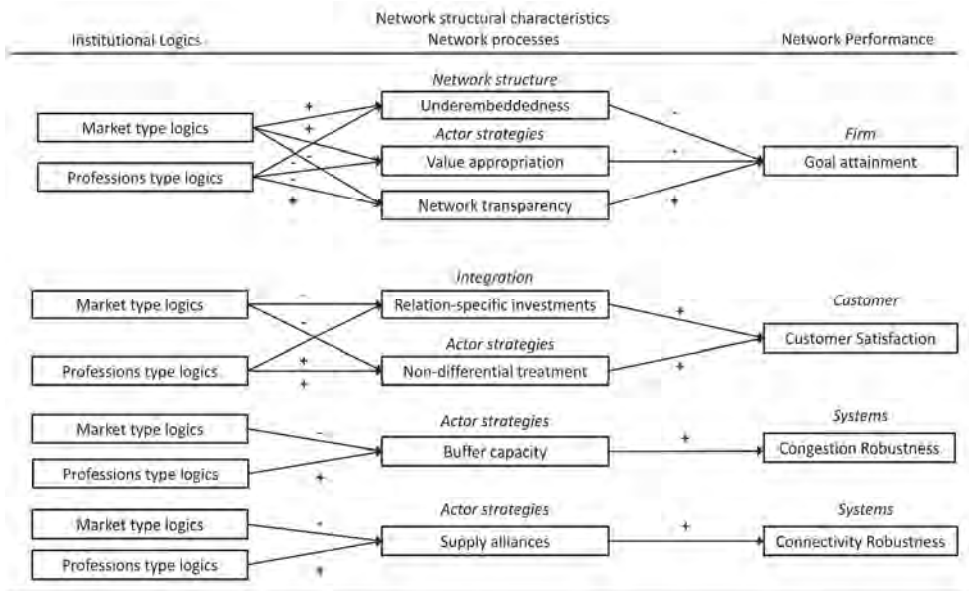 Network structural characteristics
Institutional Logics Network processes Network Performance
Network structure
+ Underembeddedness -
Market type logics + Actor strategies Firm
- Value appropriation - Goal attainment
Professions type logics -
+ Network transparency +
Integration
Market type logics - Relation-specific investments + Customer
- Actor strategies Customer Satisfaction
Professions type logics + Non-differential treatment +
+
Market type logics - Actor strategies + Systems
Professions type logics + Buffer capacity Congestion Robustness
Market type logics - Actor strategies + Systems
Professions type logics + Supply alliances Connectivity Robustness